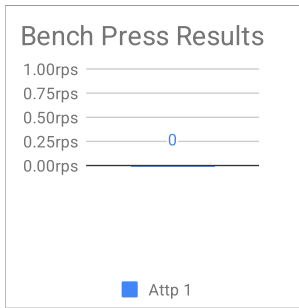 Bench Press Results
1.00rps
0.75rps
0.50rps
0.25rps
0.00rps
0
Attp 1